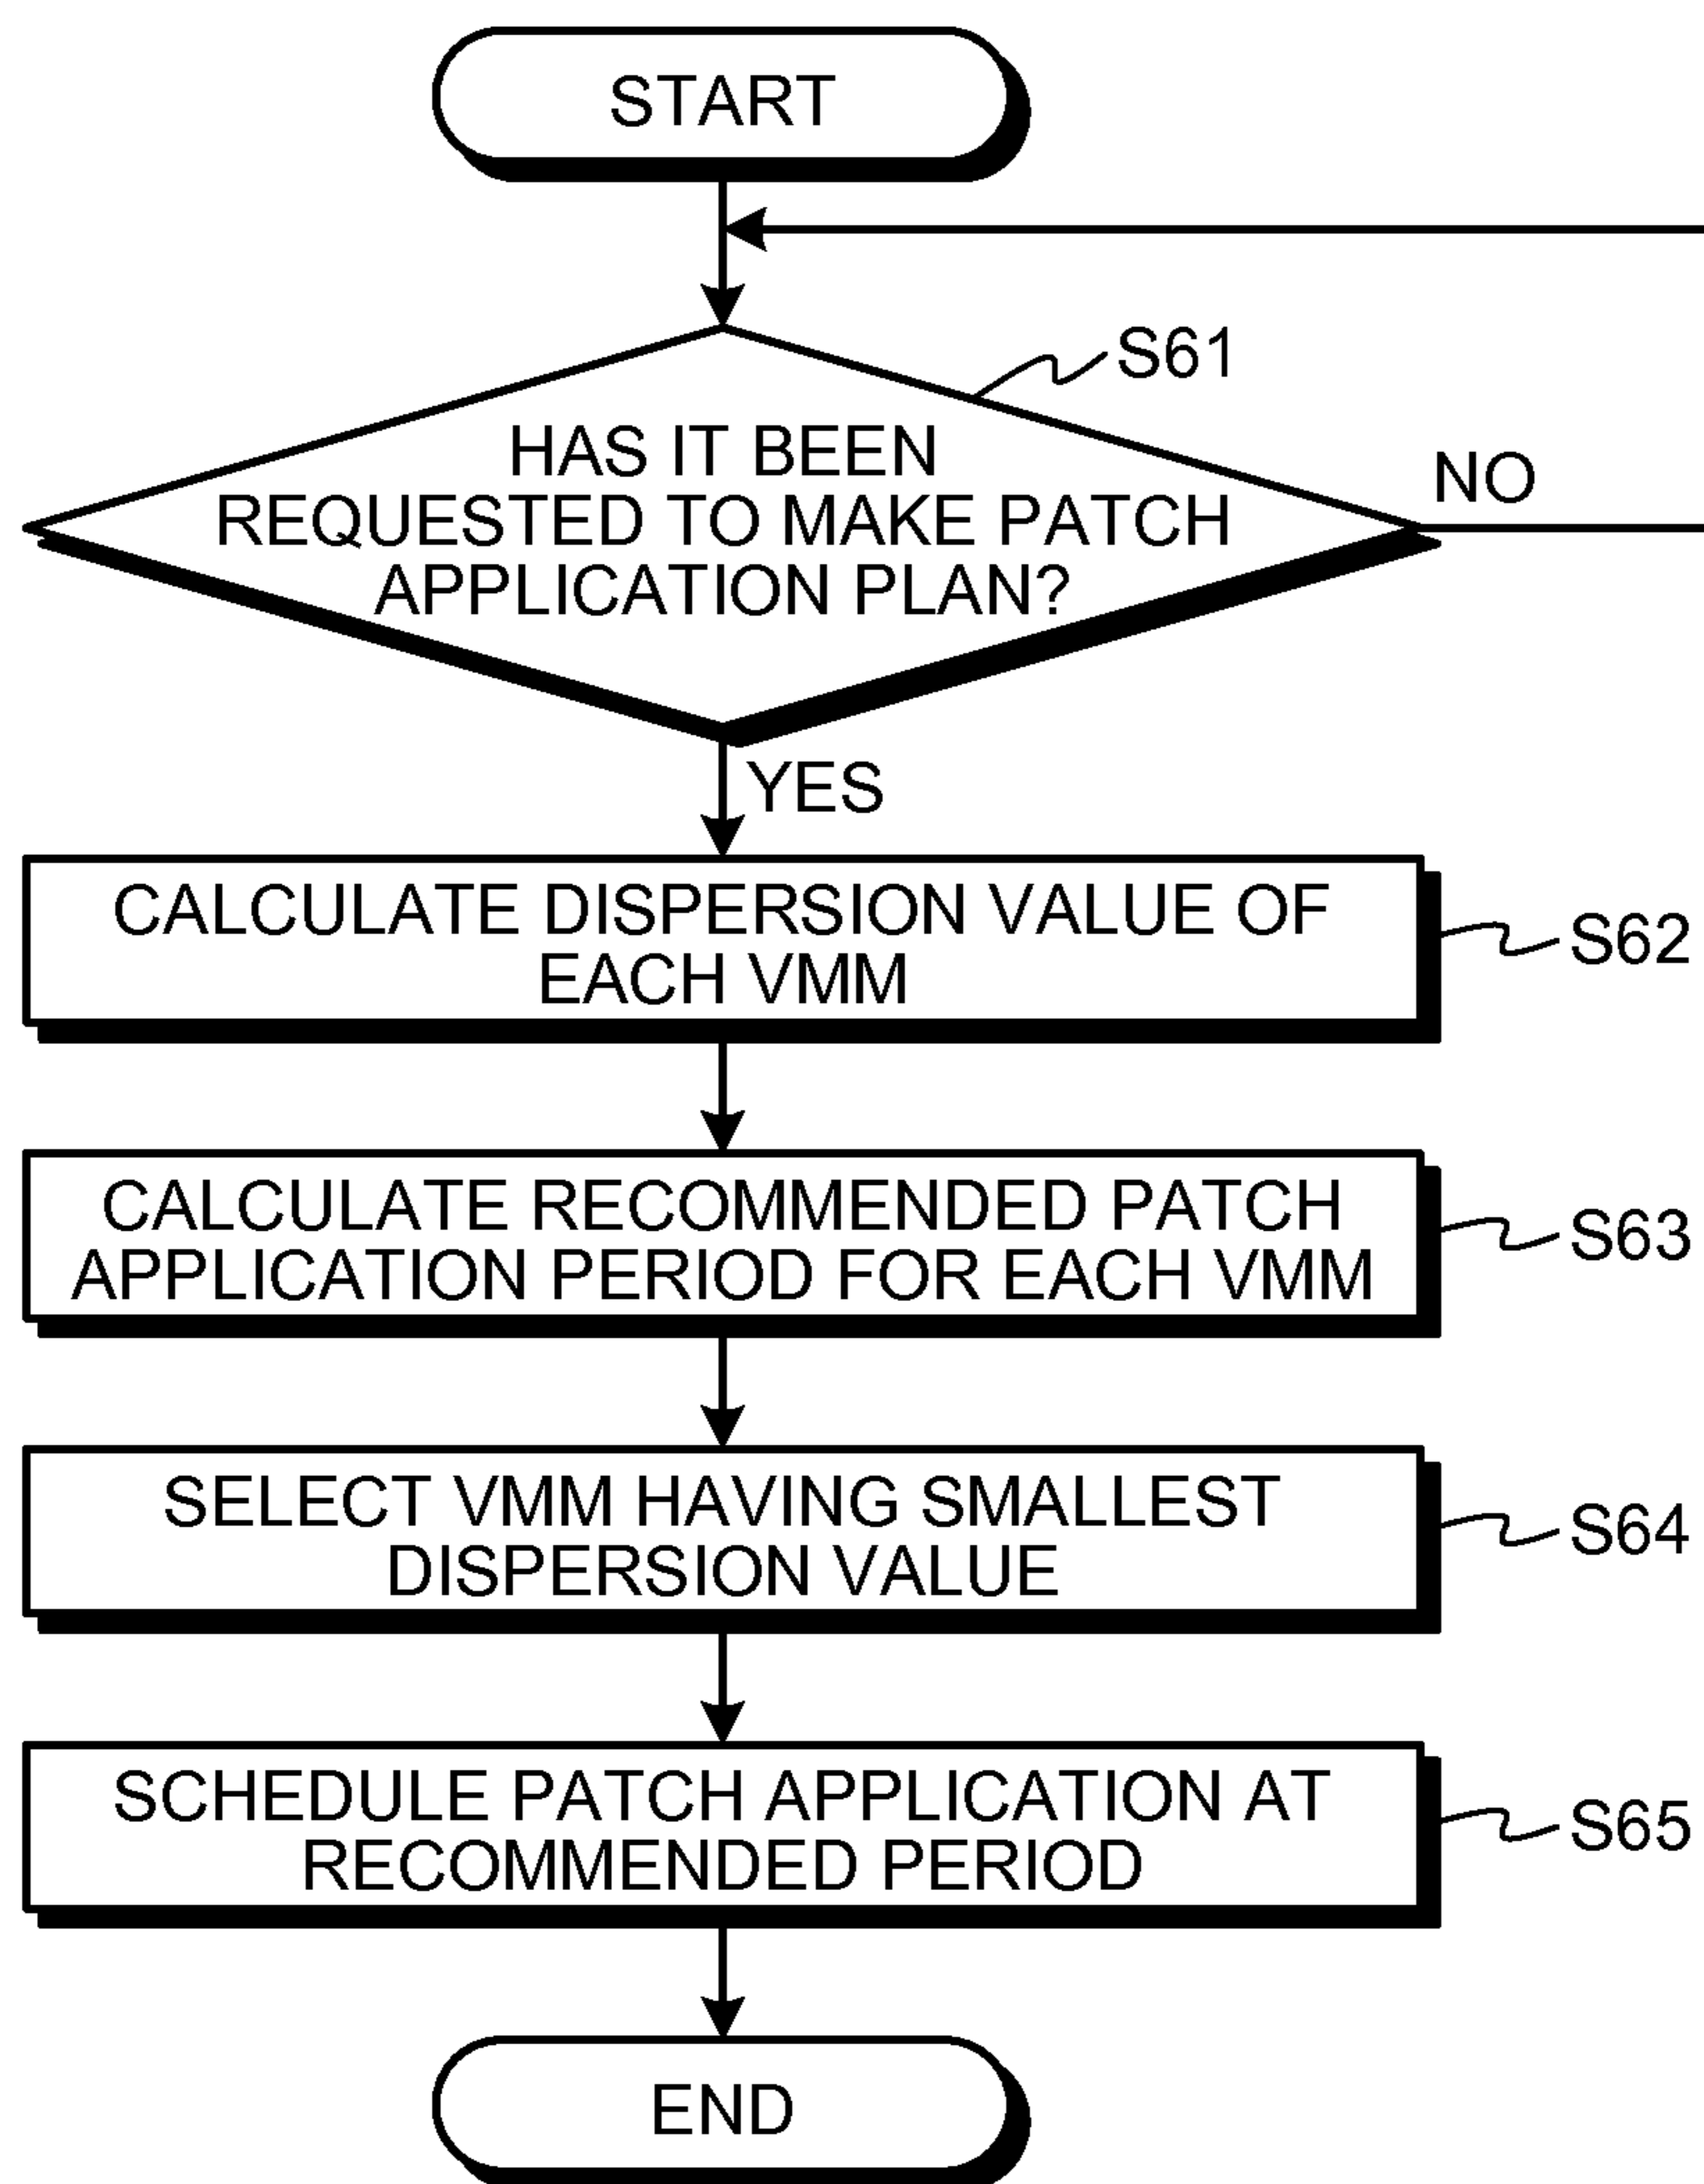 START
S61
HAS IT BEEN
REQUESTED TO MAKE PATCH
APPLICATION PLAN?
NO
YES
CALCULATE DISPERSION VALUE OF
EACH VMM
S62
CALCULATE RECOMMENDED PATCH
APPLICATION PERIOD FOR EACH VMM
S63
SELECT VMM HAVING SMALLEST
DISPERSION VALUE
S64
SCHEDULE PATCH APPLICATION AT
RECOMMENDED PERIOD
S65
END